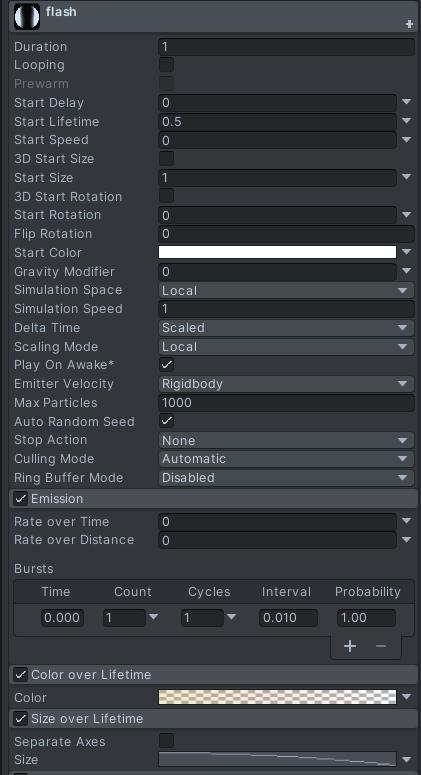 flash
Duration 1
Looping
Prewarm
Start Delay 0
Start Lifetime 0.5
Start Speed 0
3D Start Size
Start Size 1
3D Start Rotation
Start Rotation 0
Flip Rotation 0
Start Color
Gravity Modifier 0
Simulation Space Local
Simulation Speed 1
Delta Time Scaled
Scaling Mode Local
Play On Awake*
Emitter Velocity Rigidbody
Max Particles 1000
Auto Random Seed
Stop Action None
Culling Mode Automatic
Ring Buffer Mode Disabled
Emission
Rate over Time 0
Rate over Distance 0
Bursts
Time Count Cycles Interval Probability
0.000 1 1 0.010 1.00
Color over Lifetime
Color
Size over Lifetime
Separate Axes
Size